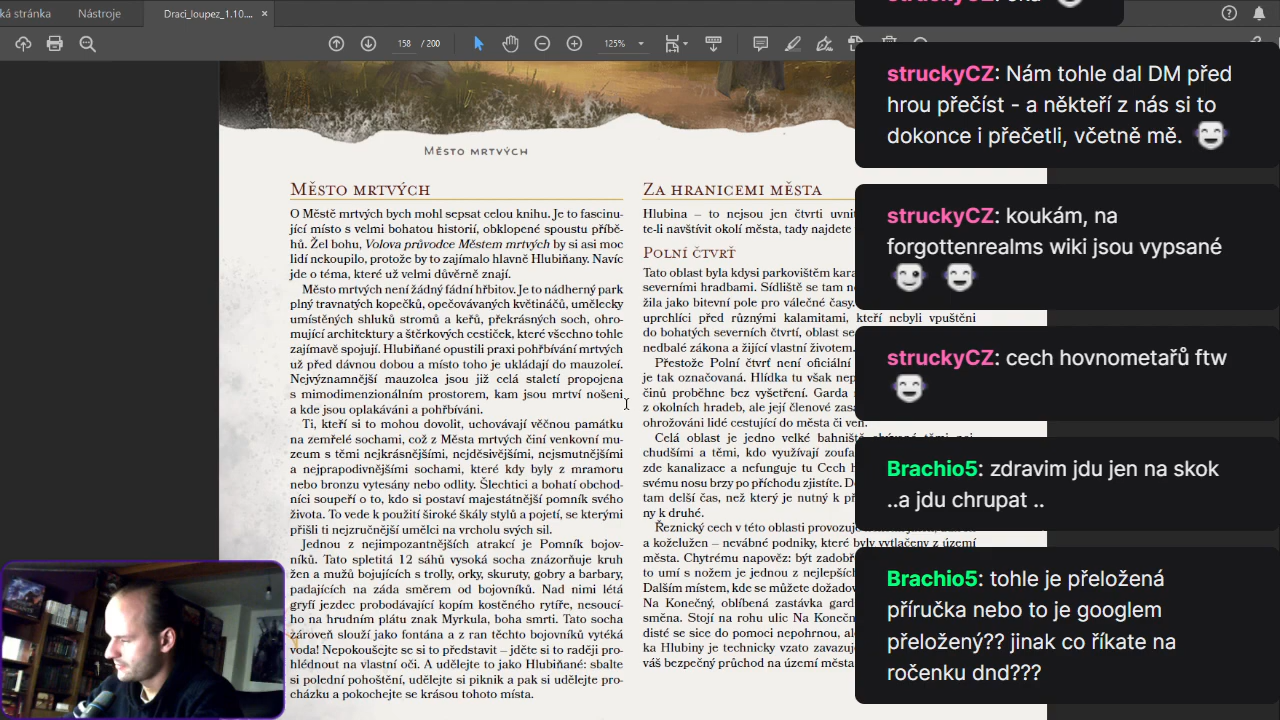 ká stránka
Nástroje
Draci_loupez_1.10....
×
158 / 200
125%
struckyCZ: Nám tohle dal DM před
hrou přečíst - a někteří z nás si to
dokonce i přečetli, včetně mě.
struckyCZ: koukám, na
forgottenrealms wiki jsou vypsané
struckyCZ: cech hovnometařů ftw
Brachio5: zdravim jdu jen na skok
..a jdu chrupat ..
Brachio5: tohle je přeložená
příručka nebo to je googlem
přeložený?? jinak co říkate na
ročenku dnd???
Město mrtvých
Město mrtvých
O Městě mrtvých bych mohl sepsat celou knihu. Je to fascinu-
jící místo s velmi bohatou historií, obklopené spoustu příbě-
hů. Žel bohu, Volova průvodce Městem mrtvých by si asi moc
lidí nekoupilo, protože by to zajímalo hlavně Hlubiňany. Navíc
jde o téma, které už velmi důvěrně znají.
Město mrtvých není žádný fádní hřbitov. Je to nádherný park
plný travnatých kopečků, opečovávaných květináčů, umělecky
umístěných shluků stromů a keřů, překrásných soch, ohro-
mující architektury a štěrkových cestiček, které všechno tohle
zajímavě spojují. Hlubiňané opustili praxi pohřbívání mrtvých
už před dávnou dobou a místo toho je ukládají do mauzoleí.
Nejvýznamnější mauzolea jsou již celá staletí propojena
s mimodimenzionálním prostorem, kam jsou mrtví nošeni
a kde jsou oplakáváni a pohřbíváni.
Ti, kteří si to mohou dovolit, uchovávají věčnou památku
na zemřelé sochami, což z Města mrtvých činí venkovní mu-
zeum s těmi nejkrásnějšími, nejděsivějšími, nejsmutnějšími
a nejprapodivnějšími sochami, které kdy byly z mramoru
nebo bronzu vytesány nebo odlity. Šlechtici a bohatí obchod-
níci soupeří o to, kdo si postaví majestátnější pomník svého
života. To vede k použití široké škály stylů a pojetí, se kterými
přišli ti nejzručnější umělci na vrcholu svých sil.
Jednou z nejimpozantnějších atrakcí je Pomník bojov-
níků. Tato spletitá 12 sáhů vysoká socha znázorňuje kruh
žen a mužů bojujících s trolly, orky, skuruty, gobry a barbary,
padajících na záda směrem od bojovníků. Nad nimi létá
gryfí jezdec probodávající kopím kostěného rytíře, nesoucí-
ho na hrudním plátu znak Myrkula, boha smrti. Tato socha
zároveň slouží jako fontána a z ran těchto bojovníků vytéká
voda! Nepokoušejte se si to představit – jděte si to raději pro-
hlédnout na vlastní oči. A udělejte to jako Hlubiňané: sbalte
si polední pohoštění, udělejte si piknik a pak si udělejte pro-
cházku a pokochejte se krásou tohoto místa.
Za hranicemi města
Hlubina – to nejsou jen čtvrti uvnit
te-li navštívit okolí města, tady najdete
Polní čtvrť
Tato oblast byla kdysi parkovištěm kara
severními hradbami. Sídliště se tam n
žila jako bitevní pole pro válečné časy.
uprchlíci před různými kalamitami, kteří nebyli vpuštěni
do bohatých severních čtvrtí, oblast se
nedbalé zákona a žijící vlastní životem.
Přestože Polní čtvrť není oficiální
je tak označovaná. Hlídka tu však nep
činů proběhne bez vyšetření. Garda
z okolních hradeb, ale její členové zasa
ohrožováni lidé cestující do města či ven.
Celá oblast je jedno velké bahniště
chudšími a těmi, kdo využívají zoufa
zde kanalizace a nefunguje tu Cech h
svému nosu brzy po příchodu zjistíte. D
tam delší čas, než který je nutný k p
ny k druhé.
Řeznický cech v této oblasti provozuje
a koželužen – nevábné podniky, které byly vytlačeny z území
města. Chytrému napověz: být zadobř
to umí s nožem je jednou z nejlepších
Dalším místem, kde se můžete dožadov
Na Konečný, oblíbená zastávka gard
směna. Stojí na rohu ulic Na Konečn
disté se sice do pomoci nepohrnou, al
ka Hlubiny je technicky vzato zavazuj
váš bezpečný průchod na území města